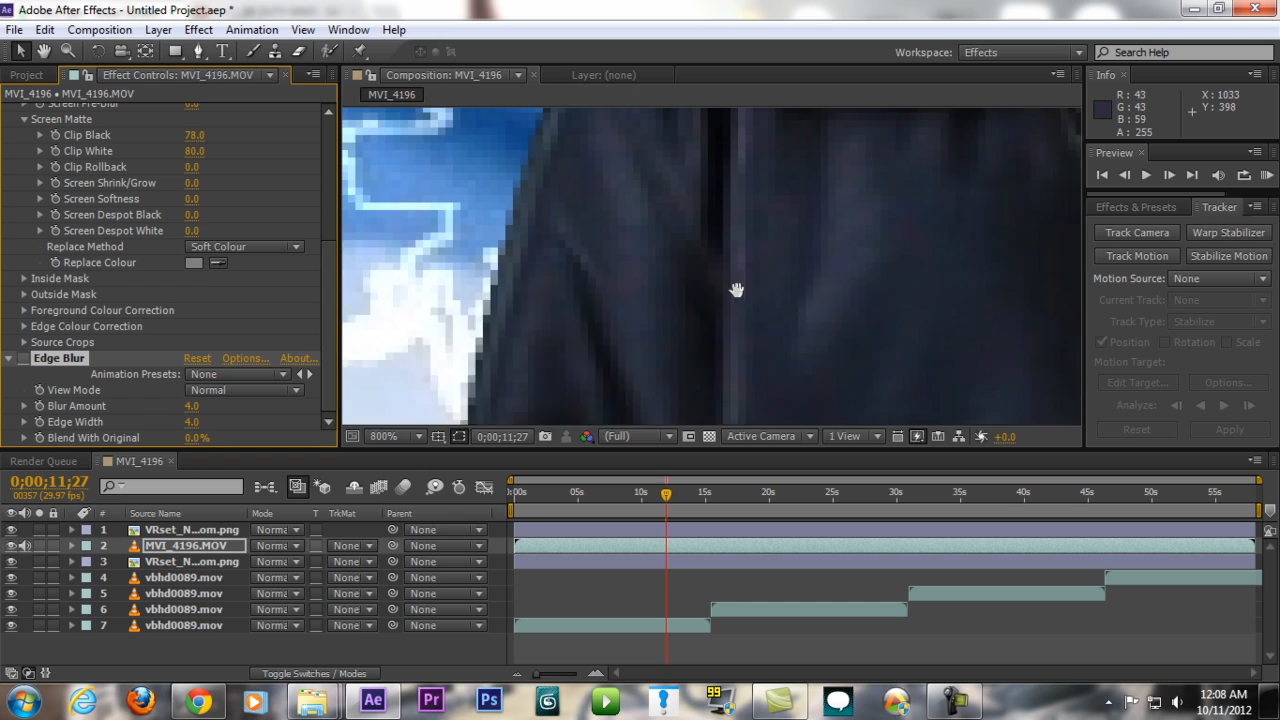 Adobe After Effects - Untitled Project.aep *
File Edit Composition Layer Effect Animation View Window Help
Workspace: Effects Search Help
Project Effect Controls: MVI_4196.MOV Composition: MVI_4196 Layer: (none) Info
MVI_4196 • MVI_4196.MOV MVI_4196
R : 43 X : 1033
G : 43 Y : 398
B : 59
A : 255
Screen Pre-Blur 0.0
Screen Matte
Clip Black 78.0
Clip White 80.0
Clip Rollback 0.0
Screen Shrink/Grow 0.0
Screen Softness 0.0
Screen Despot Black 0.0
Screen Despot White 0.0
Replace Method Soft Colour
Replace Colour
Inside Mask
Outside Mask
Foreground Colour Correction
Edge Colour Correction
Source Crops
Edge Blur Reset Options... About...
Animation Presets: None
View Mode Normal
Blur Amount 4.0
Edge Width 4.0
Blend With Original 0.0%
Preview
Effects & Presets Tracker
Track Camera Warp Stabilizer
Track Motion Stabilize Motion
Motion Source: None
Current Track: None
Track Type: Stabilize
Position Rotation Scale
Motion Target:
Edit Target... Options...
Analyze:
Reset Apply
800% 0;00;11;27 (Full) Active Camera 1 View +0.0
Render Queue MVI_4196
0;00;11;27
00357 (29.97 fps)
:00s 05s 10s 15s 20s 25s 30s 35s 40s 45s 50s 55s
# Source Name Mode T TrkMat Parent
1 VRset_N...om.png Norma None
2 MVI_4196.MOV Norma None None
3 VRset_N...om.png Norma None None
4 vbhd0089.mov Norma None None
5 vbhd0089.mov Norma None None
6 vbhd0089.mov Norma None None
7 vbhd0089.mov Norma None None
Toggle Switches / Modes
Ae Pr Ps 99
12:08 AM
10/11/2012